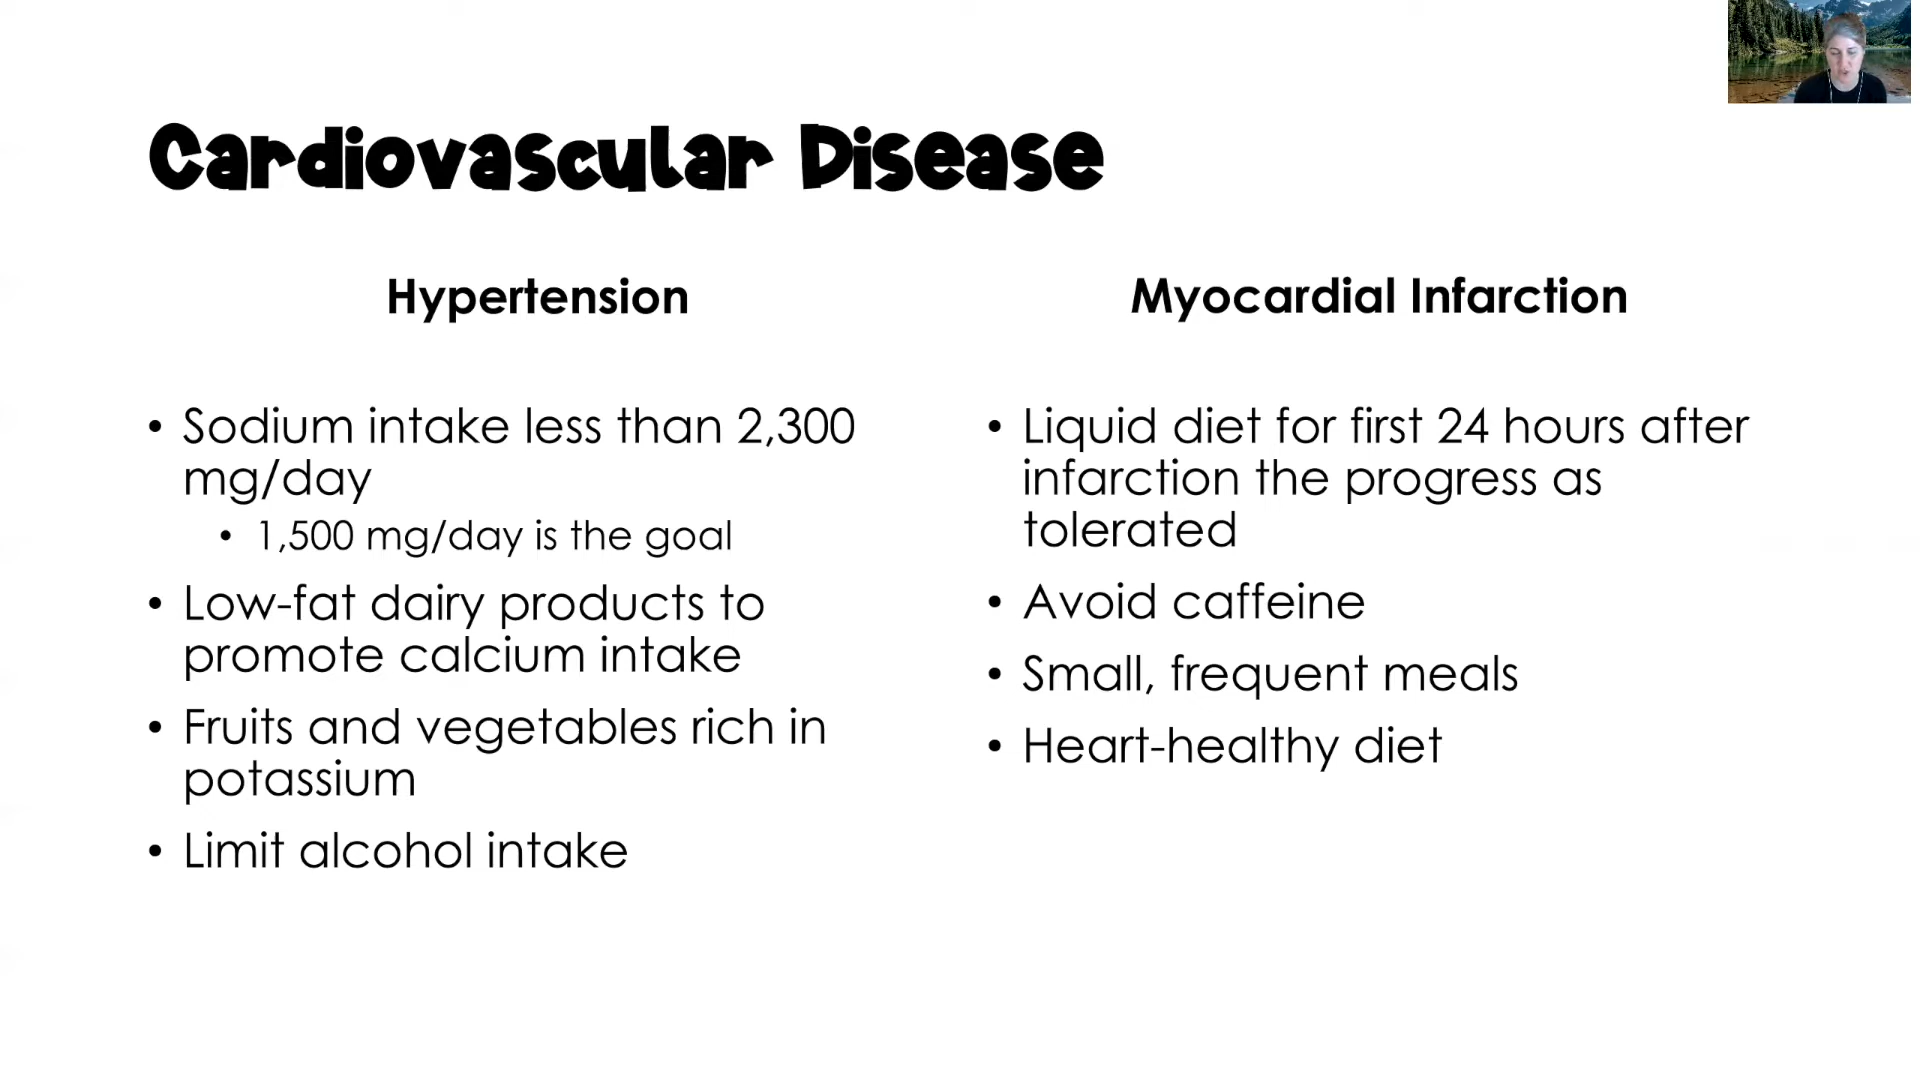 Cardiovascular Disease
Hypertension
• Sodium intake less than 2,300
mg/day
• 1,500 mg/day is the goal
• Low-fat dairy products to
promote calcium intake
• Fruits and vegetables rich in
potassium
• Limit alcohol intake
Myocardial Infarction
• Liquid diet for first 24 hours after
infarction the progress as
tolerated
• Avoid caffeine
• Small, frequent meals
• Heart-healthy diet